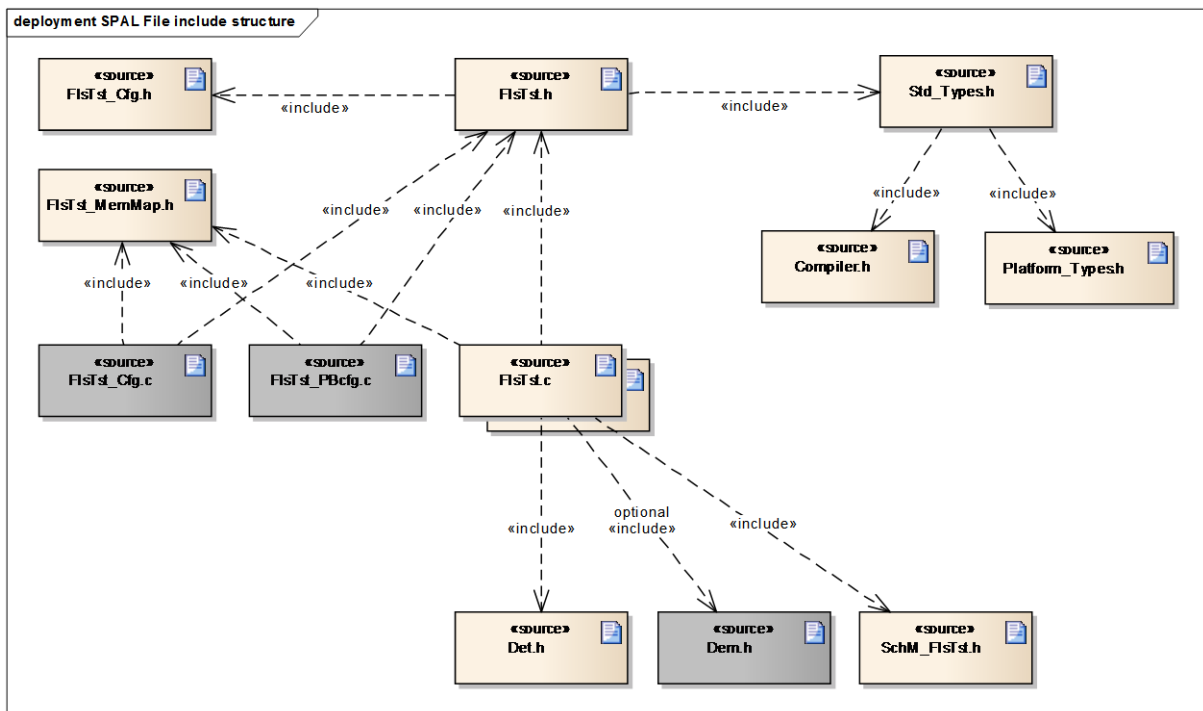 deployment SPAL File include structure
«source»
FlsTst_Cfg.h
«source»
FlsTst.h
«source»
Std_Types.h
«include»
«include»
«source»
FlsTst_MemMap.h
«include»
«include»
«include»
«include»
«include»
«source»
Compiler.h
«source»
Platform_Types.h
«include»
«include»
«include»
«source»
FlsTst_Cfg.c
«source»
FlsTst_PBcfg.c
«source»
FlsTst.c
«include»
optional
«include»
«include»
«source»
Det.h
«source»
Dem.h
«source»
SchM_FlsTst.h